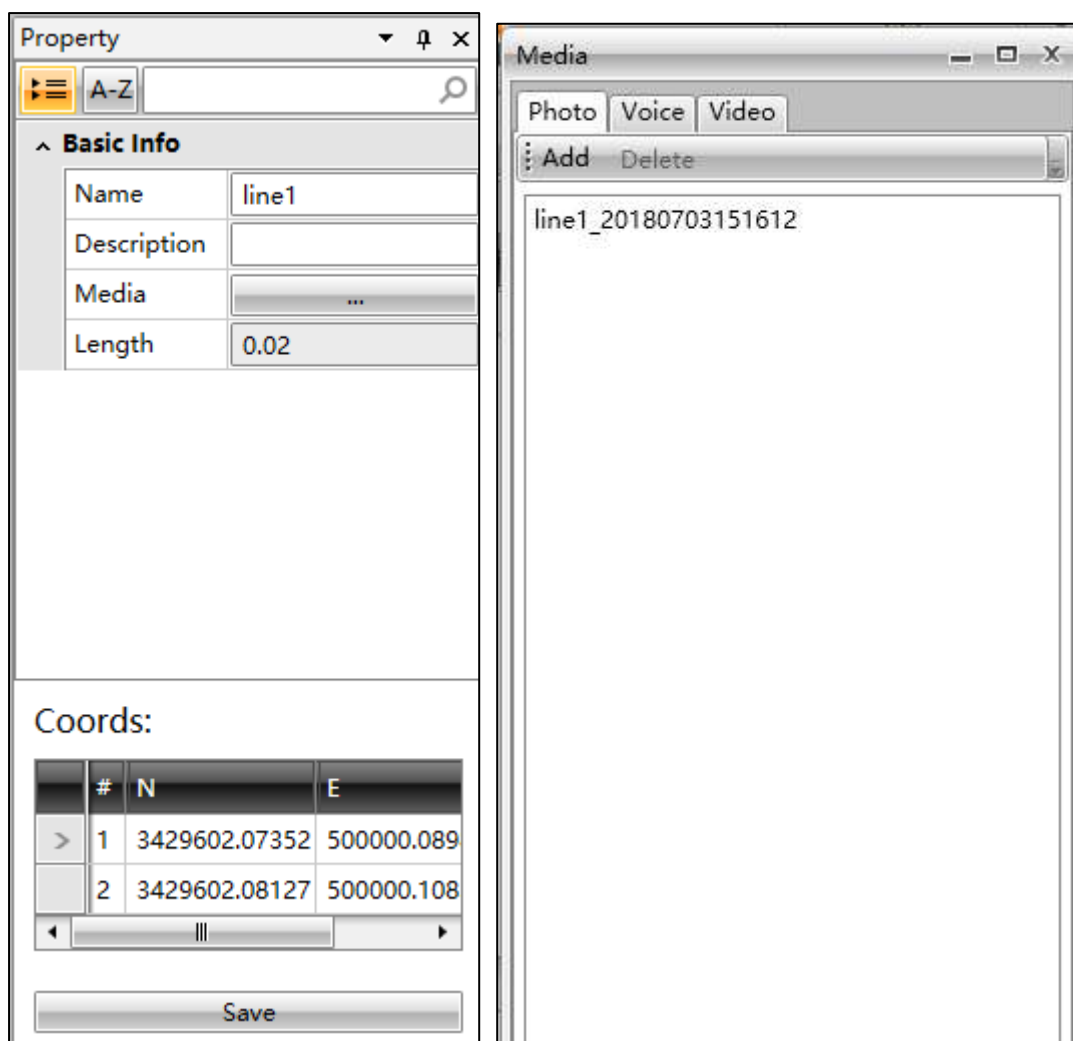 Property
A-Z
Basic Info
Name line1
Description
Media ...
Length 0.02
Coords:
# N E
1 3429602.07352 500000.089
2 3429602.08127 500000.108
Save
Media
Photo Voice Video
Add Delete
line1_20180703151612